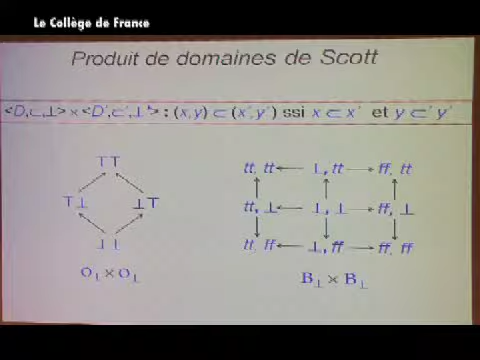 Le Collège de France
Produit de domaines de Scott
<D,⊂,⊥> × <D',⊂',⊥'> : (x,y) ⊂ (x',y') ssi x ⊂ x' et y ⊂' y'
⊤⊤
⊤⊥ ⊥⊤
⊥⊥
O⊥ × O⊥
tt, tt ⊥, tt ff, tt
tt, ⊥ ⊥, ⊥ ff, ⊥
tt, ff ⊥, ff ff, ff
B⊥ × B⊥